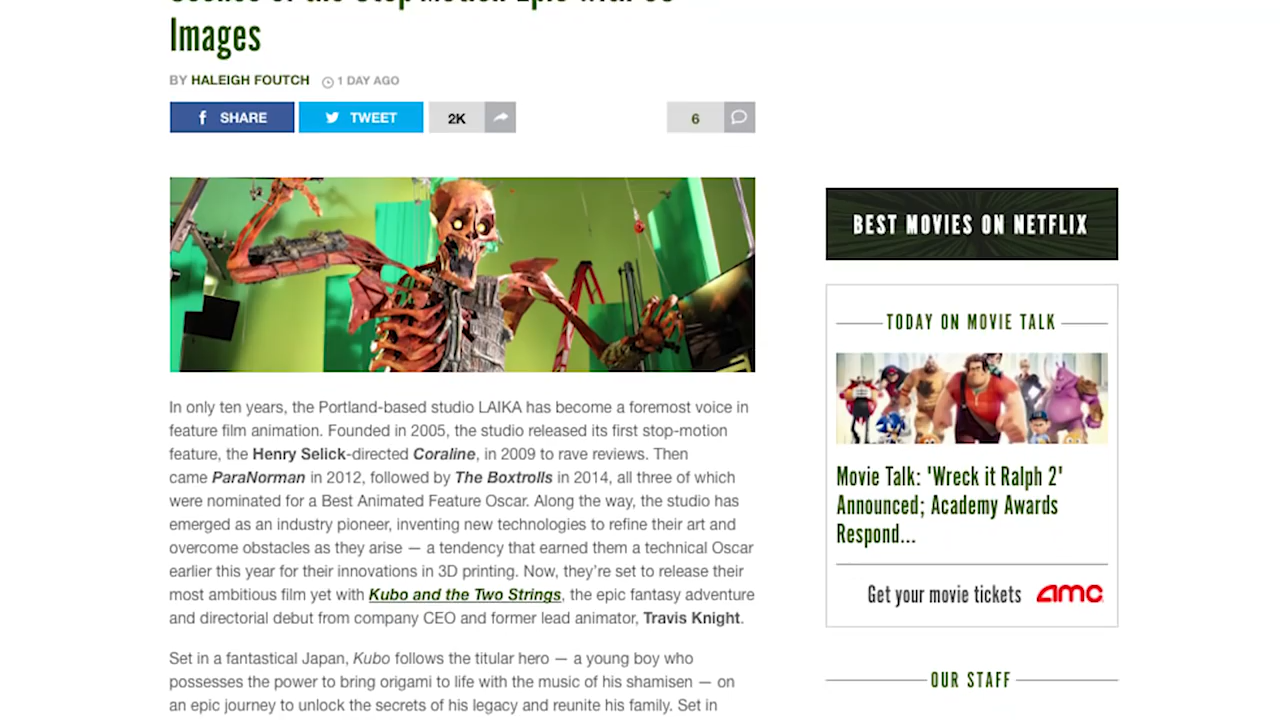 Images
BY HALEIGH FOUTCH 1 DAY AGO
SHARE TWEET 2K 6
In only ten years, the Portland-based studio LAIKA has become a foremost voice in
feature film animation. Founded in 2005, the studio released its first stop-motion
feature, the Henry Selick-directed Coraline, in 2009 to rave reviews. Then
came ParaNorman in 2012, followed by The Boxtrolls in 2014, all three of which
were nominated for a Best Animated Feature Oscar. Along the way, the studio has
emerged as an industry pioneer, inventing new technologies to refine their art and
overcome obstacles as they arise — a tendency that earned them a technical Oscar
earlier this year for their innovations in 3D printing. Now, they're set to release their
most ambitious film yet with Kubo and the Two Strings, the epic fantasy adventure
and directorial debut from company CEO and former lead animator, Travis Knight.
Set in a fantastical Japan, Kubo follows the titular hero — a young boy who
possesses the power to bring origami to life with the music of his shamisen — on
an epic journey to unlock the secrets of his legacy and reunite his family. Set in
BEST MOVIES ON NETFLIX
TODAY ON MOVIE TALK
Movie Talk: 'Wreck it Ralph 2'
Announced; Academy Awards
Respond...
Get your movie tickets amc
OUR STAFF